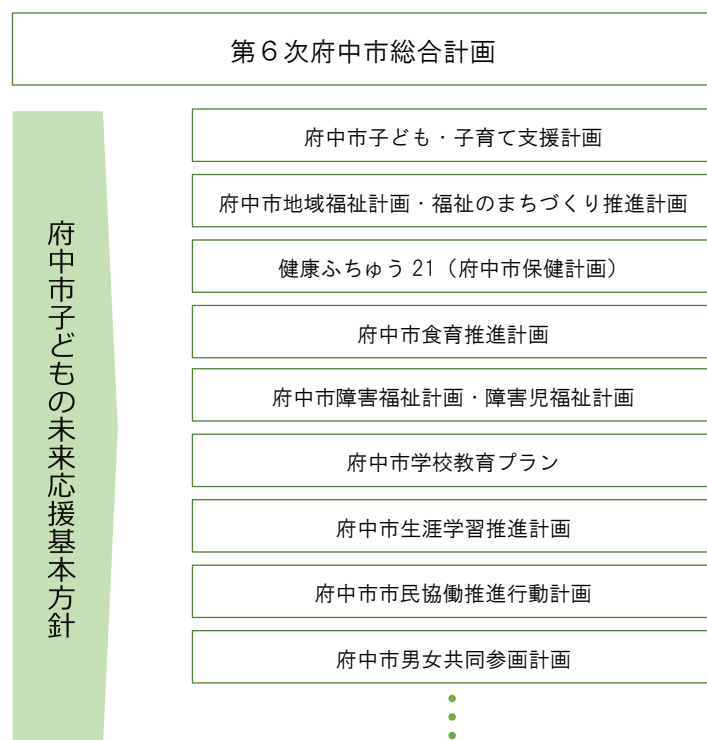 第６次府中市総合計画
府中市子どもの未来応援基本方針
府中市子ども・子育て支援計画
府中市地域福祉計画・福祉のまちづくり推進計画
健康ふちゅう 21（府中市保健計画）
府中市食育推進計画
府中市障害福祉計画・障害児福祉計画
府中市学校教育プラン
府中市生涯学習推進計画
府中市市民協働推進行動計画
府中市男女共同参画計画